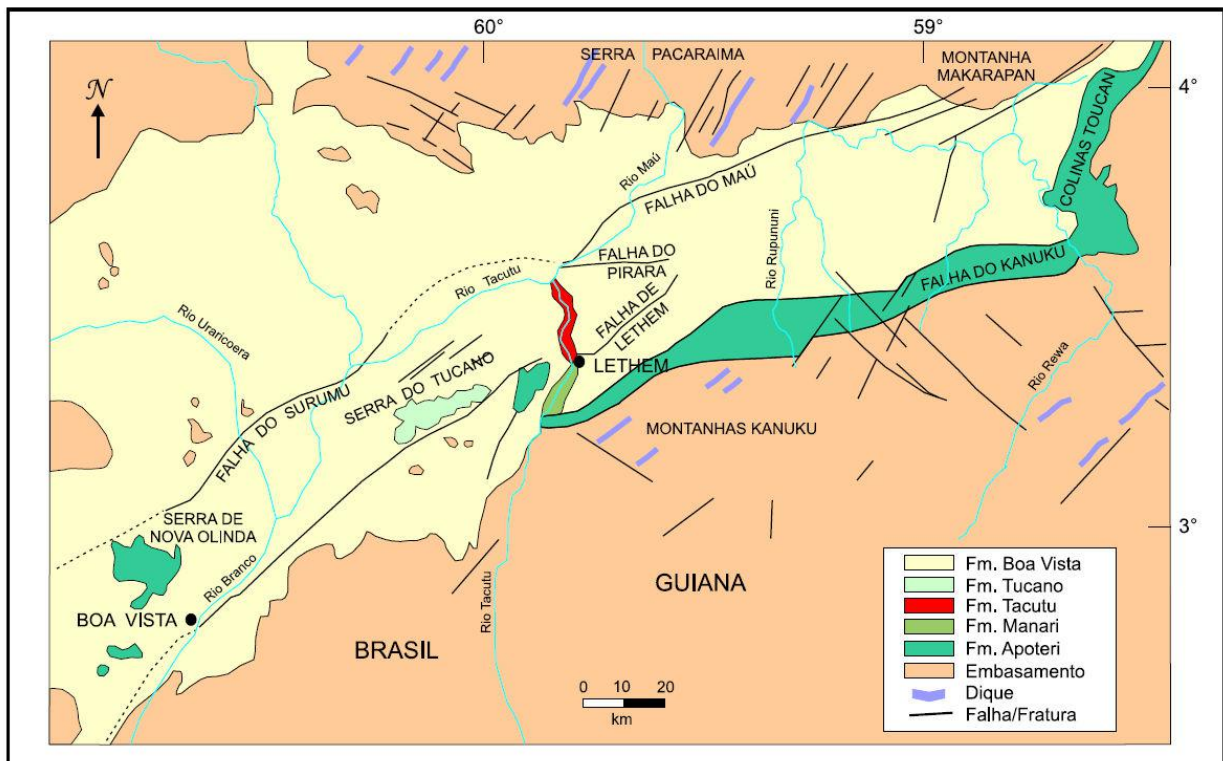 60°
59°
SERRA PACARAIMA
MONTANHA
MAKARAPAN
4°
N
COLINAS TOUCAN
Rio Maú
FALHA DO MAÚ
FALHA DO
PIRARA
Rio Rupununi
FALHA DO KANUKU
Rio Tacutu
FALHA DE
LETHEM
Rio Uraricoera
LETHEM
SERRA DO TUCANO
Rio Rewa
FALHA DO SURUMU
MONTANHAS KANUKU
SERRA DE
NOVA OLINDA
3°
Rio Branco
BOA VISTA
Rio Tacutu
GUIANA
BRASIL
0 10 20
km
Fm. Boa Vista
Fm. Tucano
Fm. Tacutu
Fm. Manari
Fm. Apoteri
Embasamento
Dique
Falha/Fratura